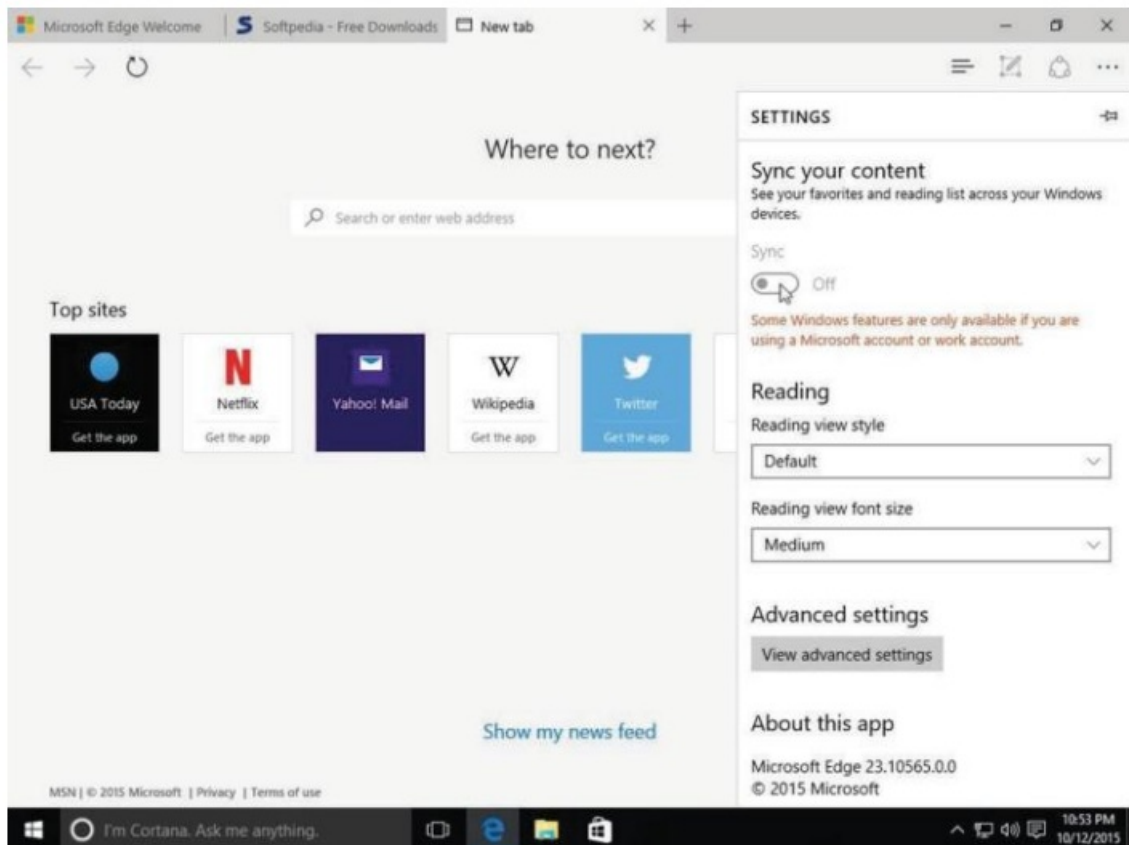 Microsoft Edge Welcome
S Softpedia - Free Downloads
New tab
Where to next?
Search or enter web address
Top sites
USA Today
Get the app
N
Netflix
Get the app
Yahoo! Mail
W
Wikipedia
Get the app
Twitter
Get the app
Show my news feed
MSN | © 2015 Microsoft | Privacy | Terms of use
SETTINGS
Sync your content
See your favorites and reading list across your Windows
devices.
Sync
Off
Some Windows features are only available if you are
using a Microsoft account or work account.
Reading
Reading view style
Default
Reading view font size
Medium
Advanced settings
View advanced settings
About this app
Microsoft Edge 23.10565.0.0
© 2015 Microsoft
I'm Cortana. Ask me anything.
10:53 PM
10/12/2015